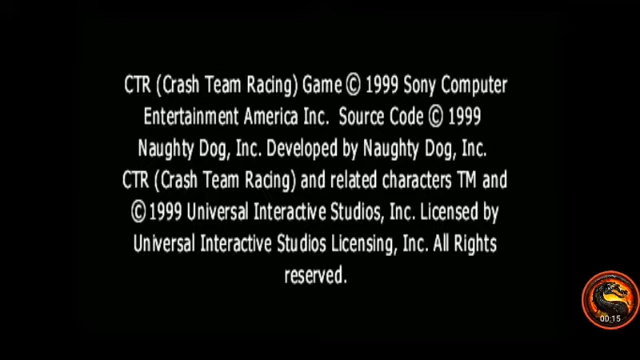 CTR (Crash Team Racing) Game © 1999 Sony Computer
Entertainment America Inc. Source Code © 1999
Naughty Dog, Inc. Developed by Naughty Dog, Inc.
CTR (Crash Team Racing) and related characters TM and
© 1999 Universal Interactive Studios, Inc. Licensed by
Universal Interactive Studios Licensing, Inc. All Rights
reserved.
00:15